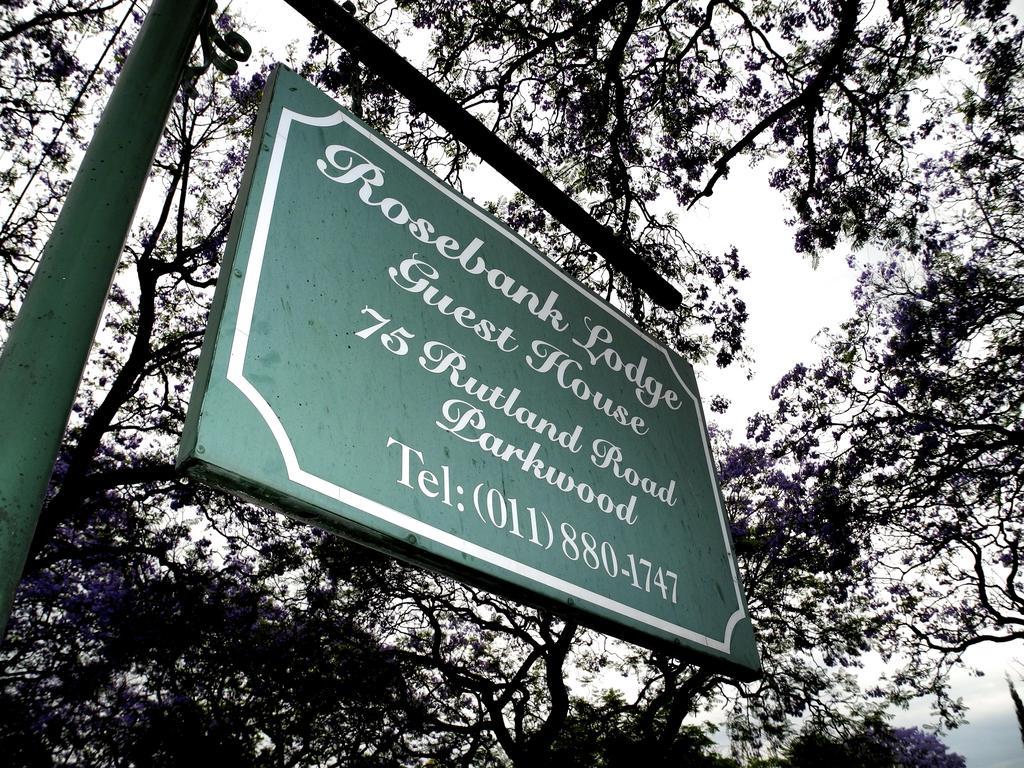 Rosebank Lodge
Guest House
75 Rutland Road
Parkwood
Tel: (011) 880-1747